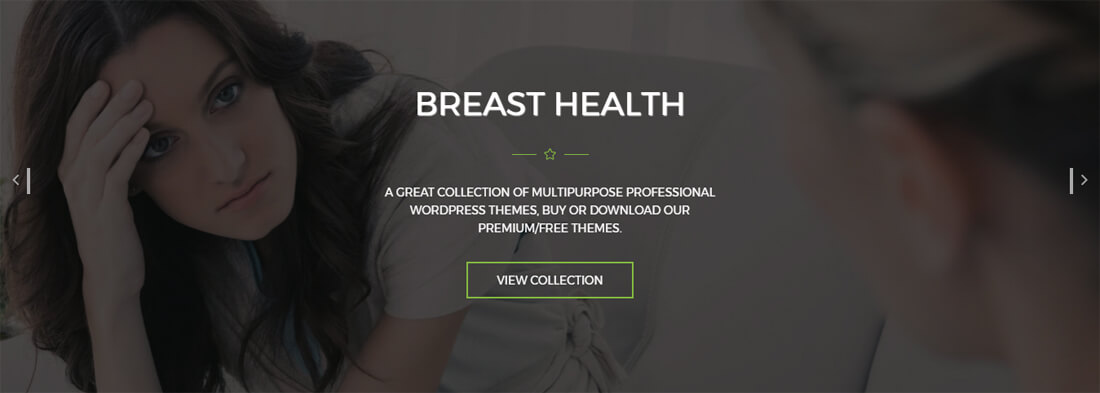 BREAST HEALTH
A GREAT COLLECTION OF MULTIPURPOSE PROFESSIONAL
WORDPRESS THEMES, BUY OR DOWNLOAD OUR
PREMIUM/FREE THEMES.
VIEW COLLECTION